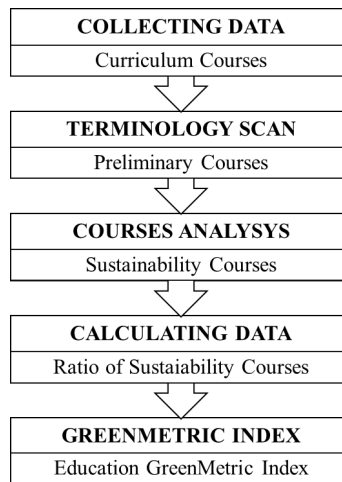 COLLECTING DATA
Curriculum Courses
TERMINOLOGY SCAN
Preliminary Courses
COURSES ANALYSYS
Sustainability Courses
CALCULATING DATA
Ratio of Sustaiability Courses
GREENMETRIC INDEX
Education GreenMetric Index